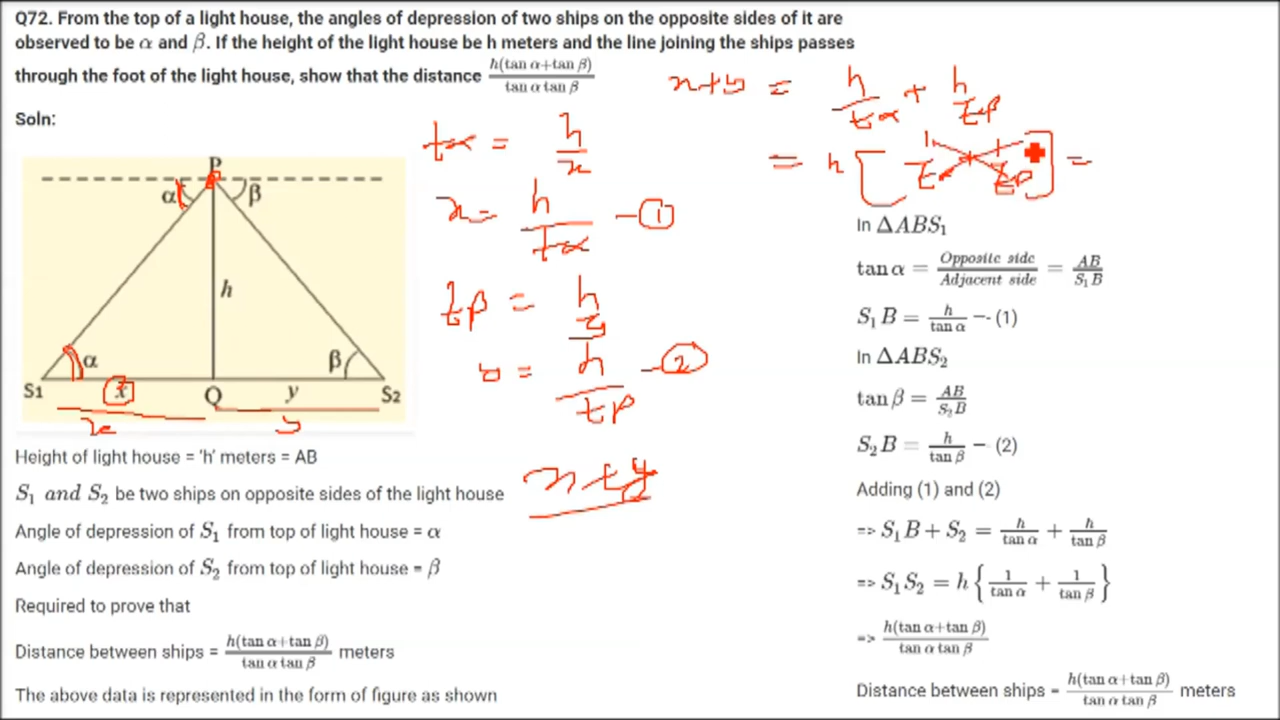 Q72. From the top of a light house, the angles of depression of two ships on the opposite sides of it are
observed to be α and β. If the height of the light house be h meters and the line joining the ships passes
through the foot of the light house, show that the distance h(tan α+tan β)/tan α tan β
Soln:
P
α β
h
α β
S1 x Q y S2
x y
Height of light house = 'h' meters = AB
S₁ and S₂ be two ships on opposite sides of the light house
Angle of depression of S₁ from top of light house = α
Angle of depression of S₂ from top of light house = β
Required to prove that
Distance between ships = h(tan α+tan β)/tan α tan β meters
The above data is represented in the form of figure as shown
tα = h/x
x = h/tα - ①
tβ = h/y
y = h/tβ - ②
x+y
x+y = h/tα + h/tβ
= h [ 1/tα + 1/tβ ] =
In ΔABS₁
tan α = Opposite side/Adjacent side = AB/S₁B
S₁B = h/tan α −- (1)
In ΔABS₂
tan β = AB/S₂B
S₂B = h/tan β − (2)
Adding (1) and (2)
=> S₁B + S₂ = h/tan α + h/tan β
=> S₁S₂ = h { 1/tan α + 1/tan β }
=> h(tan α+tan β)/tan α tan β
Distance between ships = h(tan α+tan β)/tan α tan β meters